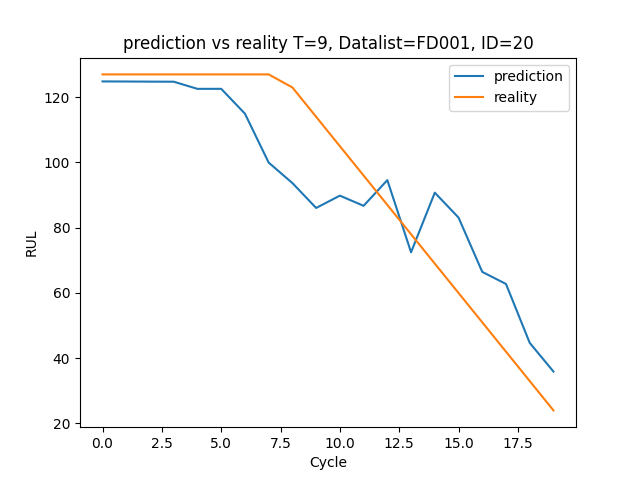 prediction vs reality T=9, Datalist=FD001, ID=20
prediction
reality
120
100
80
60
40
20
RUL
0.0 2.5 5.0 7.5 10.0 12.5 15.0 17.5
Cycle